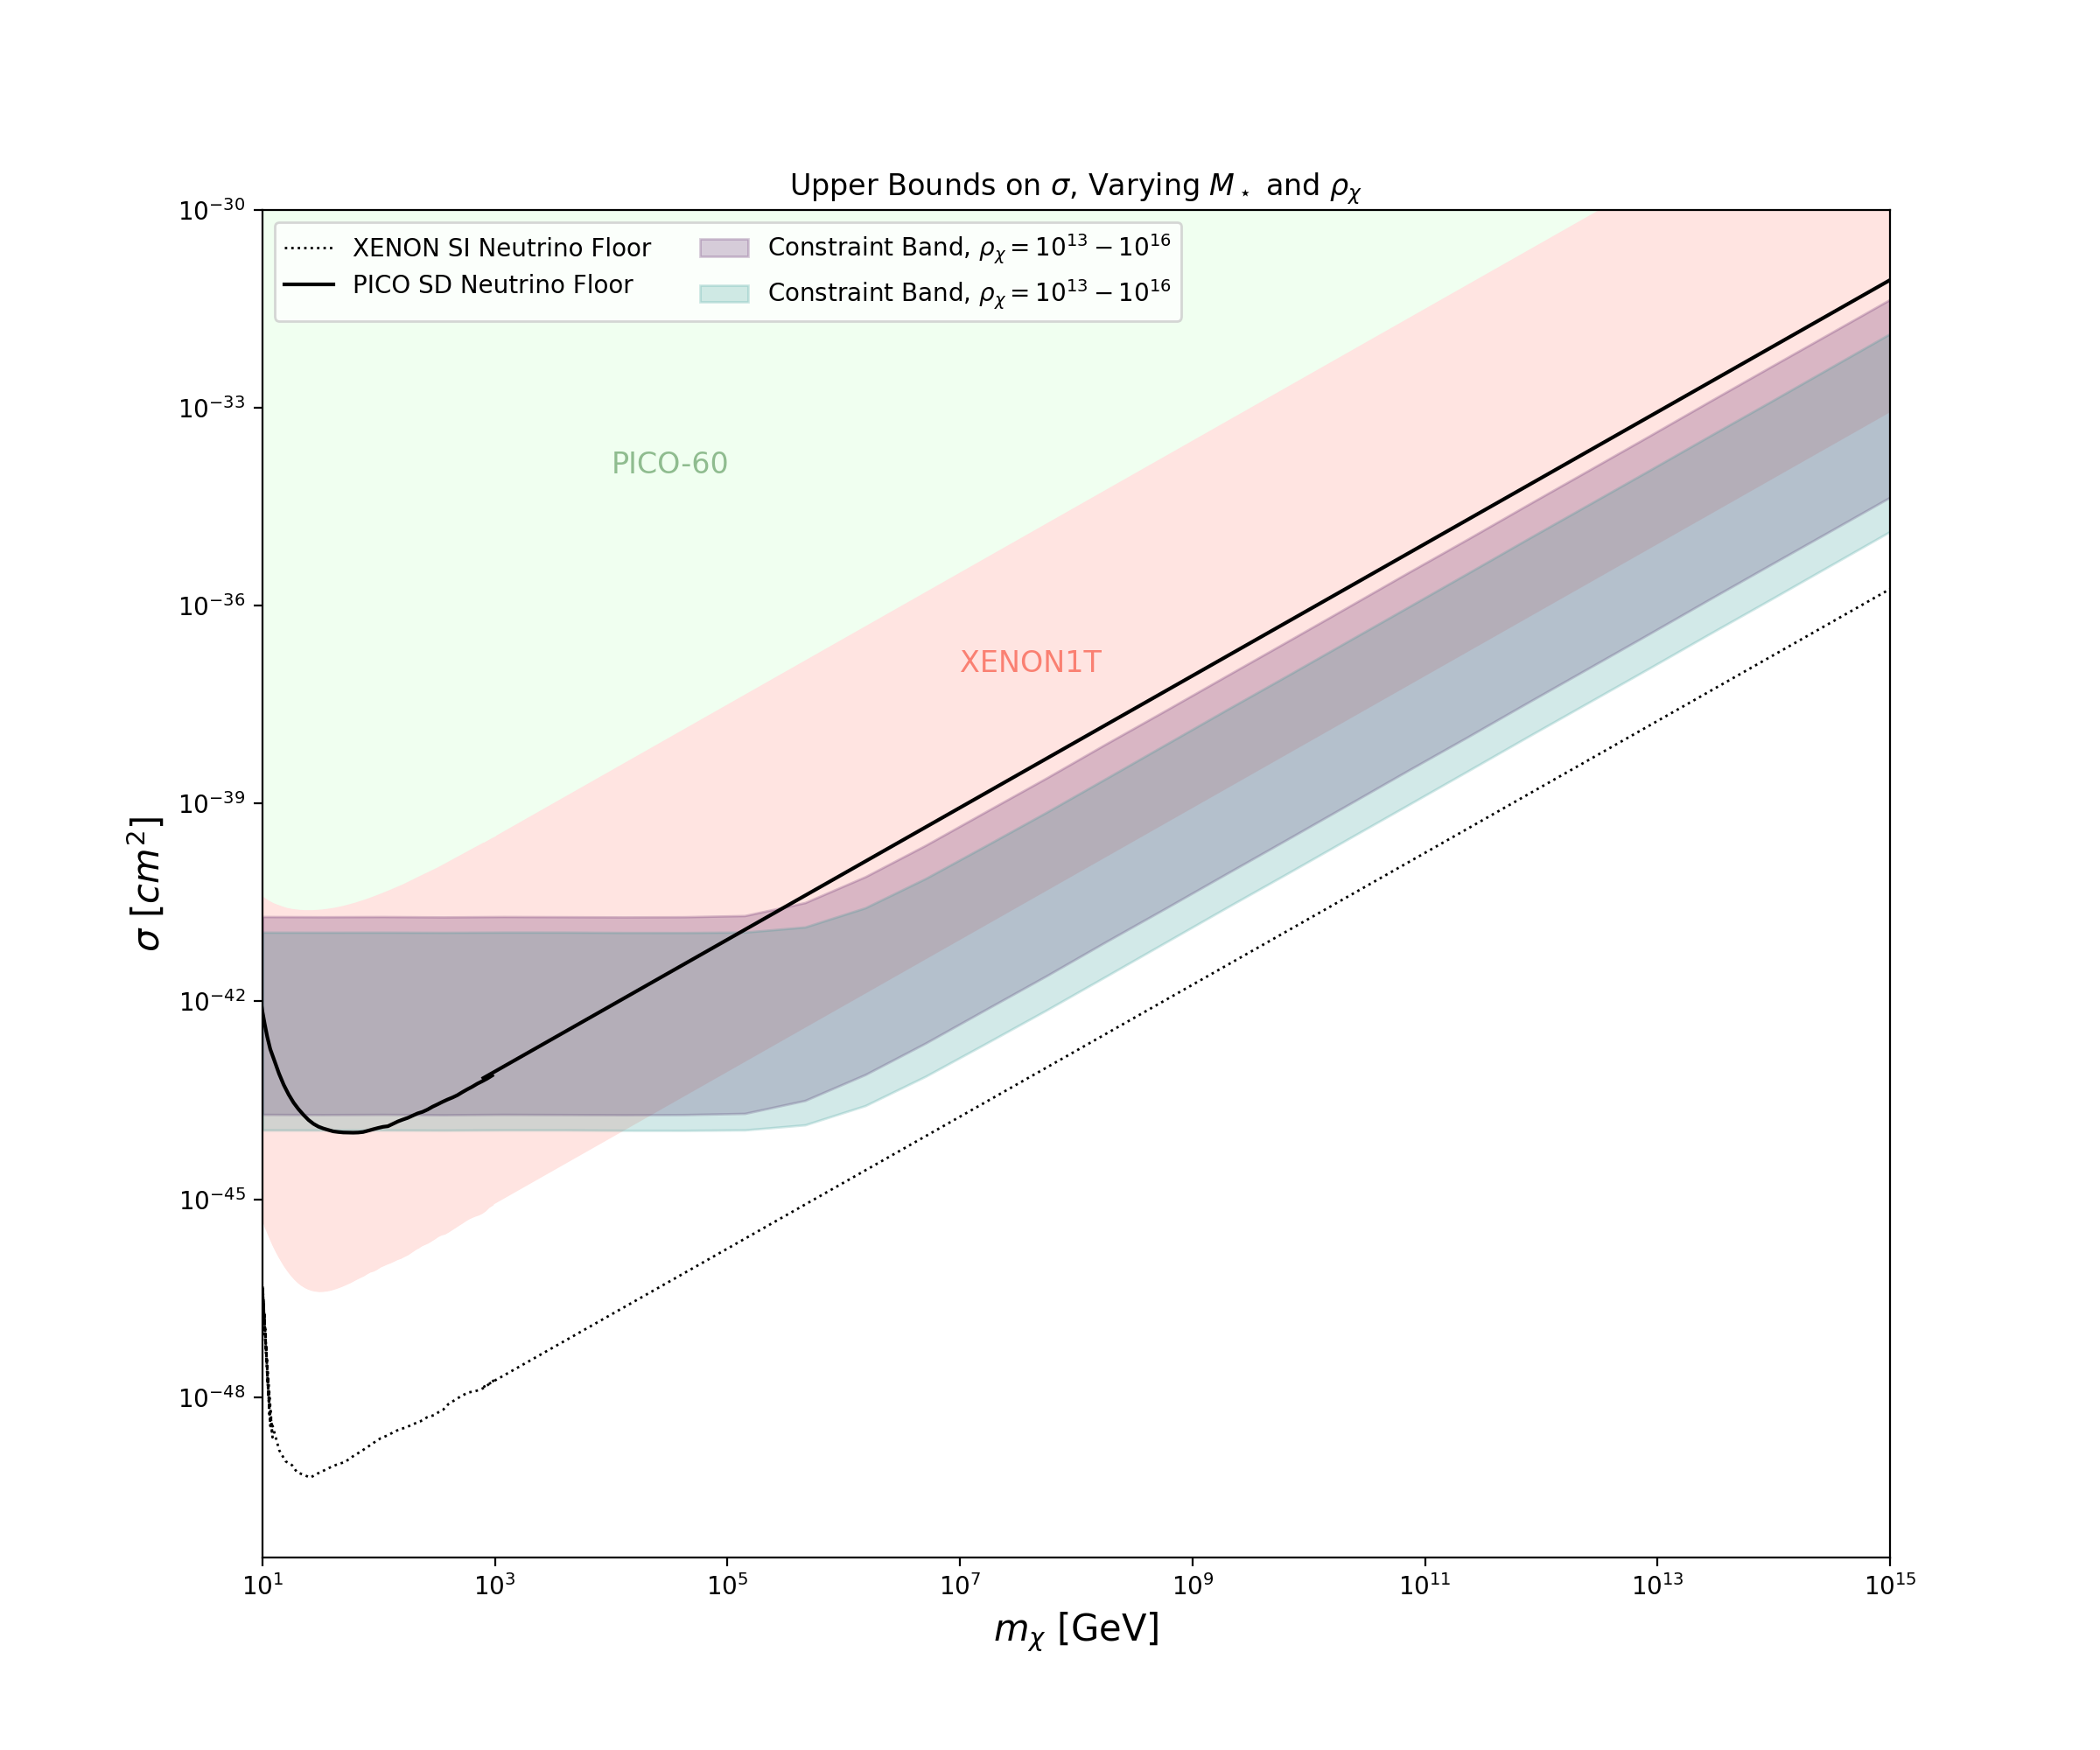 Upper Bounds on σ, Varying M⋆ and ρχ
10⁻³⁰
XENON SI Neutrino Floor
PICO SD Neutrino Floor
Constraint Band, ρχ = 10¹³ − 10¹⁶
Constraint Band, ρχ = 10¹³ − 10¹⁶
10⁻³³
PICO-60
10⁻³⁶
XENON1T
10⁻³⁹
σ [cm²]
10⁻⁴²
10⁻⁴⁵
10⁻⁴⁸
10¹ 10³ 10⁵ 10⁷ 10⁹ 10¹¹ 10¹³ 10¹⁵
mχ [GeV]